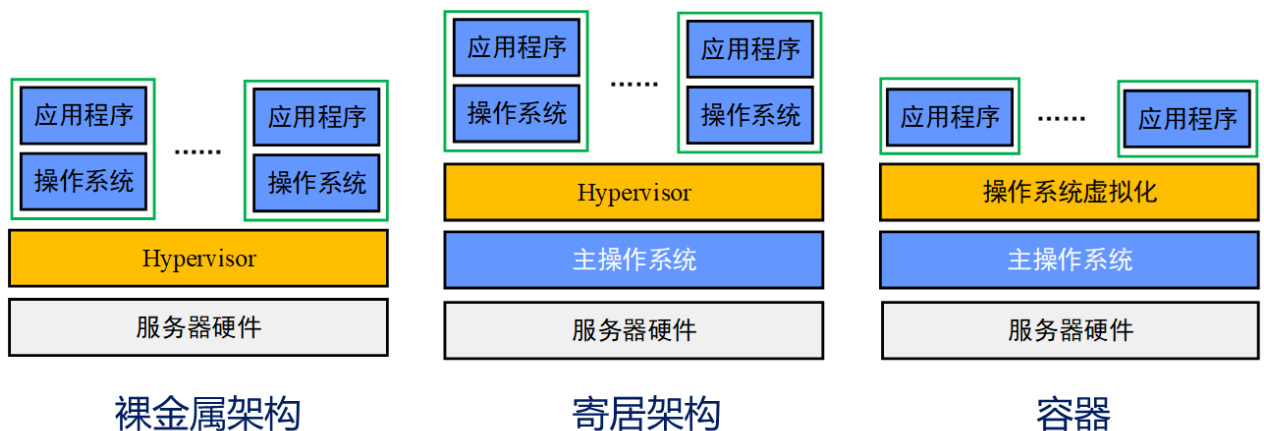 应用程序
操作系统
......
应用程序
操作系统
Hypervisor
服务器硬件
裸金属架构
应用程序
操作系统
......
应用程序
操作系统
Hypervisor
主操作系统
服务器硬件
寄居架构
应用程序
......
应用程序
操作系统虚拟化
主操作系统
服务器硬件
容器